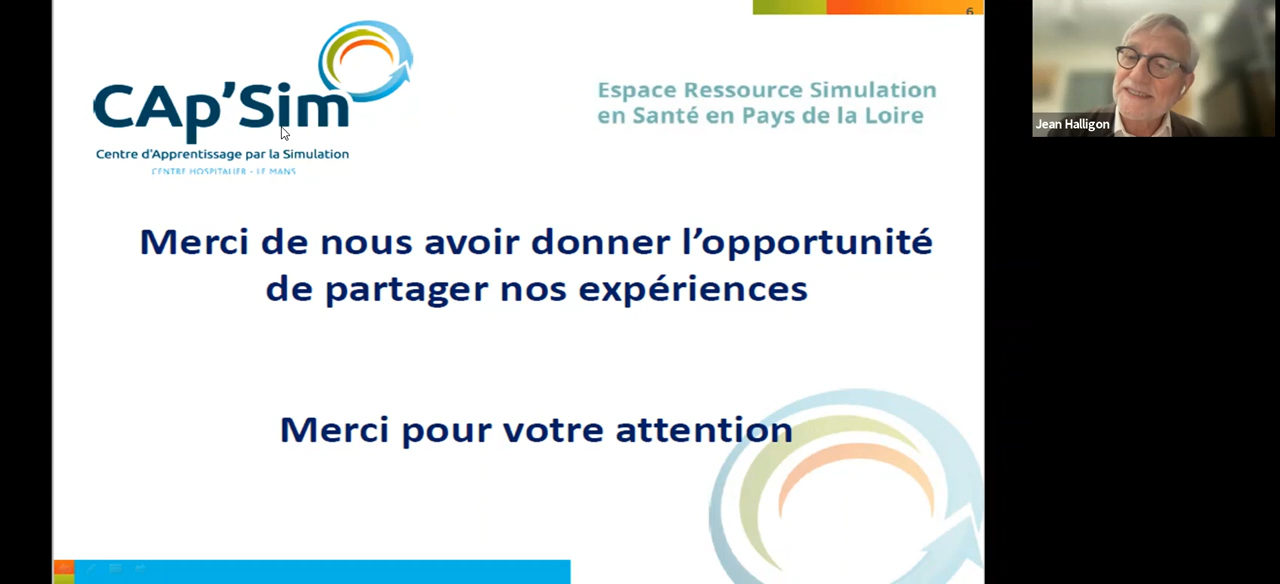 6
CAp’Sim
Centre d'Apprentissage par la Simulation
CENTRE HOSPITALIER - LE MANS
Espace Ressource Simulation
en Santé en Pays de la Loire
Jean Halligon
Merci de nous avoir donner l’opportunité
de partager nos expériences
Merci pour votre attention